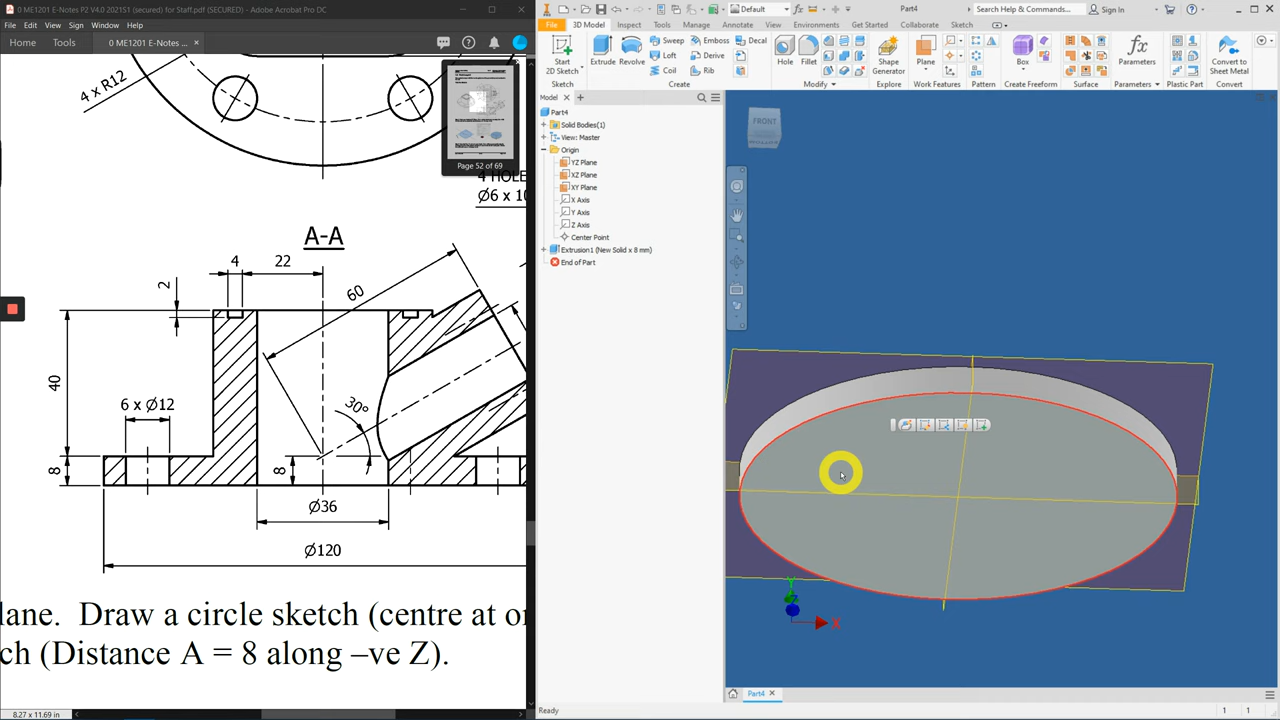 0 ME1201 E-Notes P2 V4.0 202151 (secured) for Staff.pdf (SECURED) - Adobe Acrobat Pro DC
File Edit View Sign Window Help
Tools
0 ME1201 E-Notes ...
Page 52 of 69
4 x R12
4 HOLE
Ø6 x 10
A-A
4
22
2
60
40
6 x Ø12
30°
8
8
Ø36
Ø120
lane. Draw a circle sketch (centre at or
ch (Distance A = 8 along –ve Z).
8.27 x 11.69 in
Default
Part4
Search Help & Commands...
Sign In
File
3D Model
Inspect
Tools
Manage
Annotate
View
Environments
Get Started
Collaborate
Sketch
Start
2D Sketch
Extrude
Revolve
Sweep
Emboss
Decal
Loft
Derive
Coil
Rib
Hole
Fillet
Shape
Generator
Plane
Box
Parameters
Convert to
Sheet Metal
Sketch
Create
Modify
Explore
Work Features
Pattern
Create Freeform
Surface
Parameters
Plastic Part
Convert
Model
Part4
Solid Bodies(1)
View: Master
Origin
YZ Plane
XZ Plane
XY Plane
X Axis
Y Axis
Z Axis
Center Point
Extrusion1 (New Solid x 8 mm)
End of Part
FRONT
Y
X
Part4
Ready
1 1